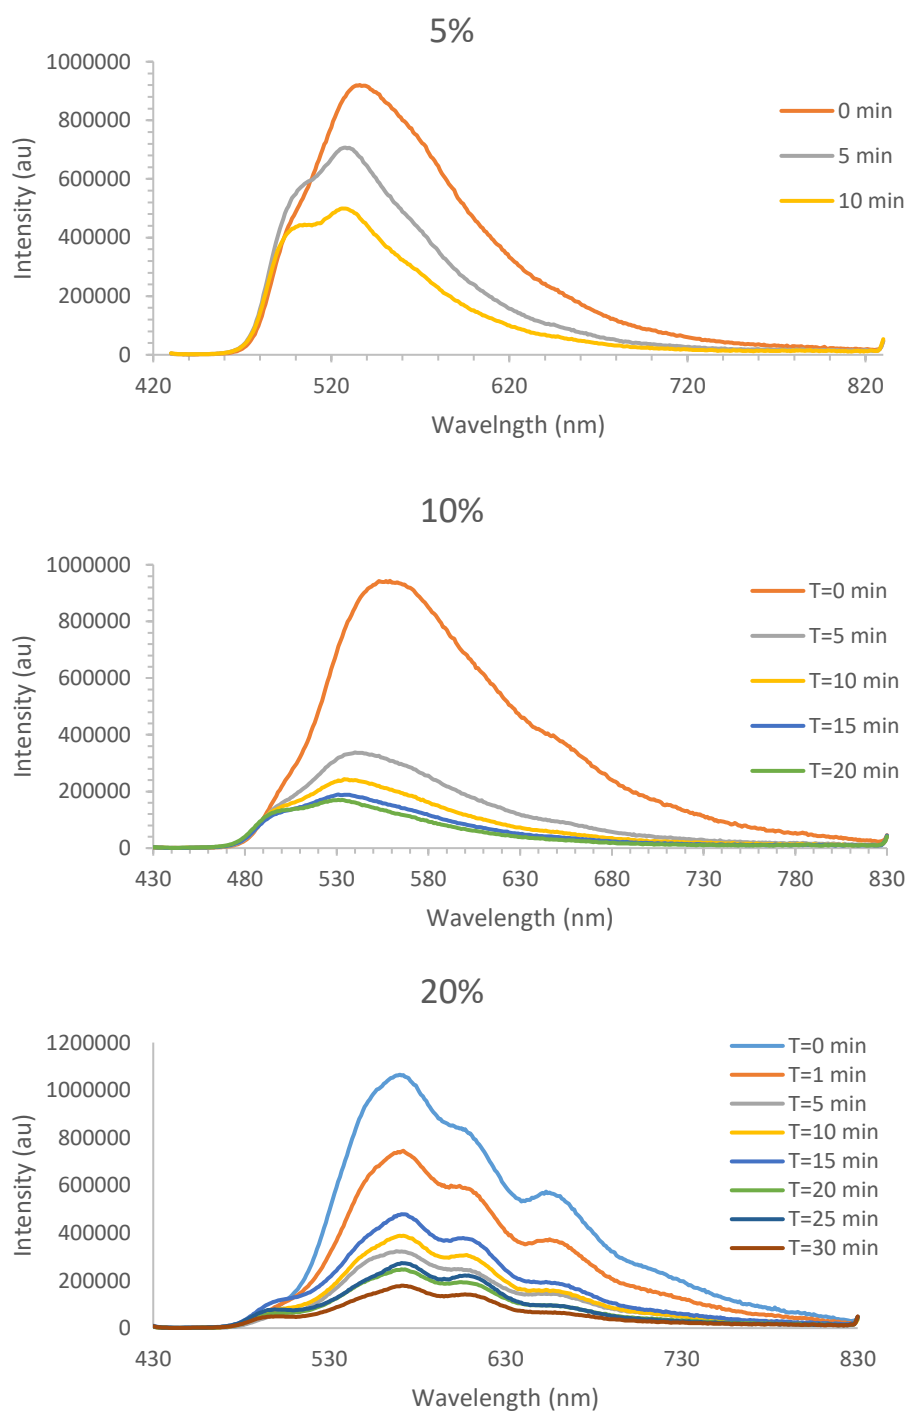 5%
1000000
800000
600000
400000
200000
0
420 520 620 720 820
Intensity (au)
Wavelngth (nm)
0 min
5 min
10 min
10%
1000000
800000
600000
400000
200000
0
430 480 530 580 630 680 730 780 830
Intensity (au)
Wavelength (nm)
T=0 min
T=5 min
T=10 min
T=15 min
T=20 min
20%
1200000
1000000
800000
600000
400000
200000
0
430 530 630 730 830
Intensity (au)
Wavelength (nm)
T=0 min
T=1 min
T=5 min
T=10 min
T=15 min
T=20 min
T=25 min
T=30 min